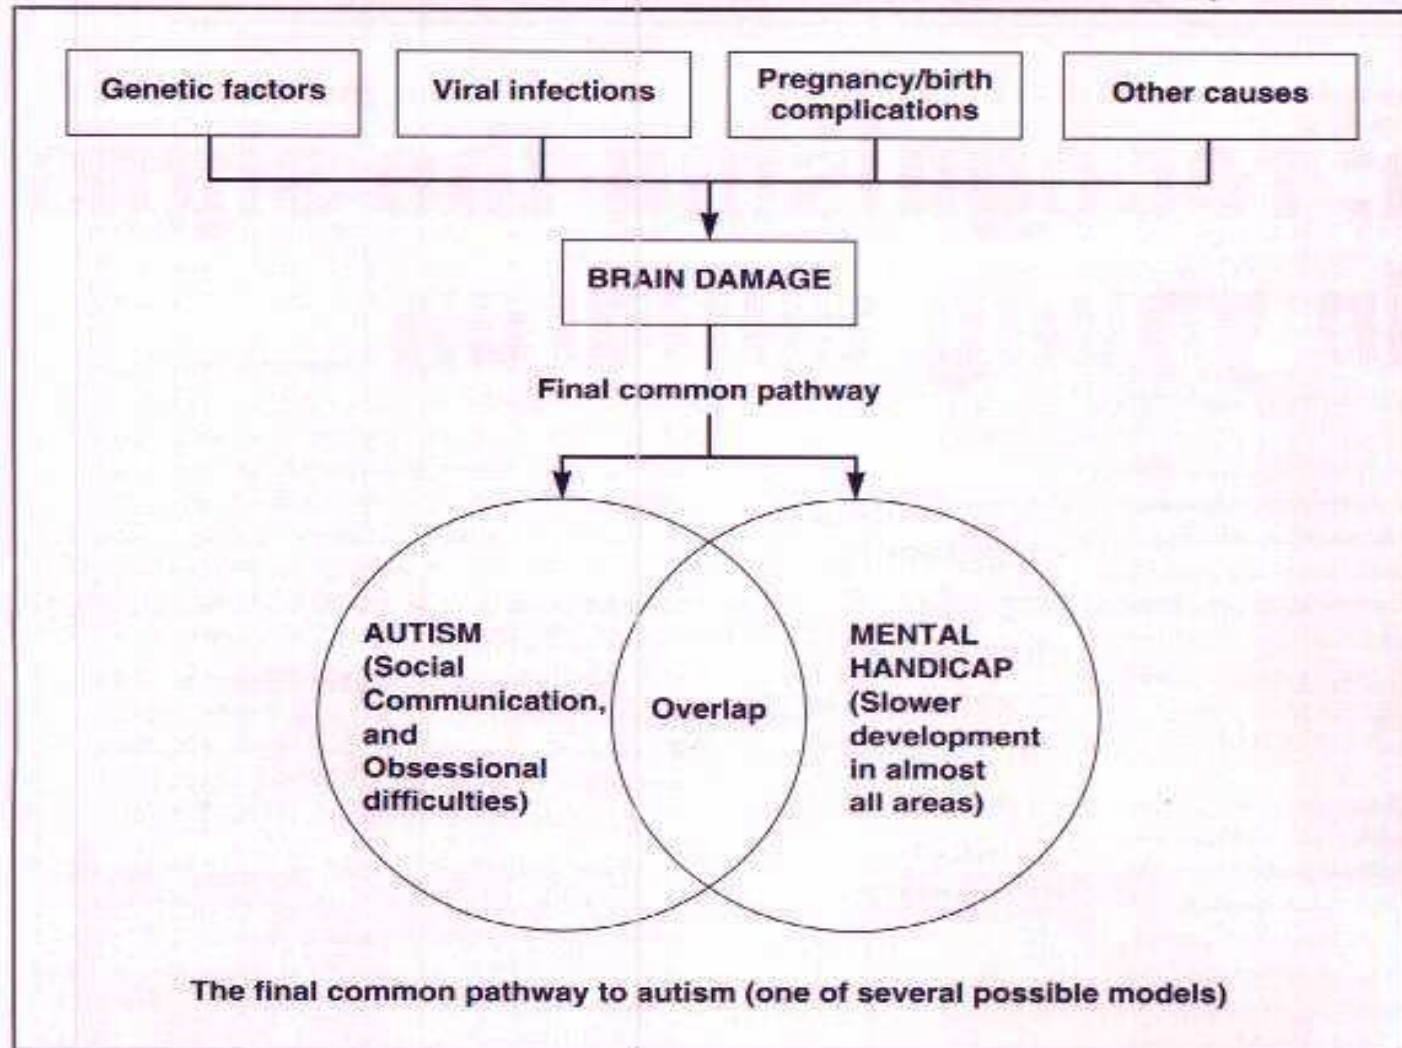 Genetic factors
Viral infections
Pregnancy/birth
complications
Other causes
BRAIN DAMAGE
Final common pathway
AUTISM
(Social
Communication,
and
Obsessional
difficulties)
Overlap
MENTAL
HANDICAP
(Slower
development
in almost
all areas)
The final common pathway to autism (one of several possible models)